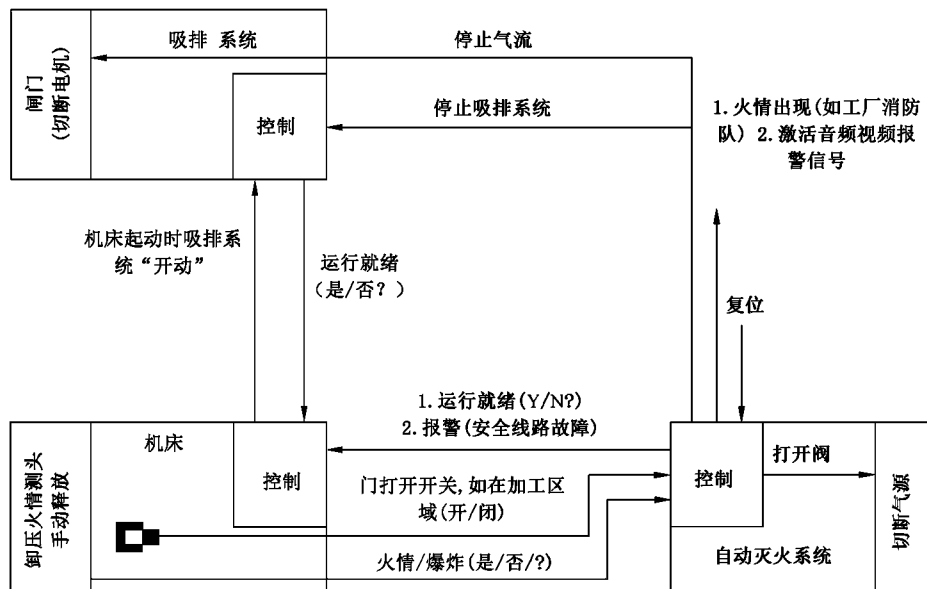 吸排 系统
停止气流
闸门
(切断电机)
控制
停止吸排系统
1.火情出现(如工厂消防
队) 2.激活音频视频报
警信号
机床起动时吸排系
统“开动”
运行就绪
(是/否？)
复位
1.运行就绪(Y/N?)
2.报警(安全线路故障)
卸压火情测头
手动释放
机床
控制
门打开开关,如在加工区
域(开/闭)
火情/爆炸(是/否/?)
控制
打开阀
自动灭火系统
切断气源